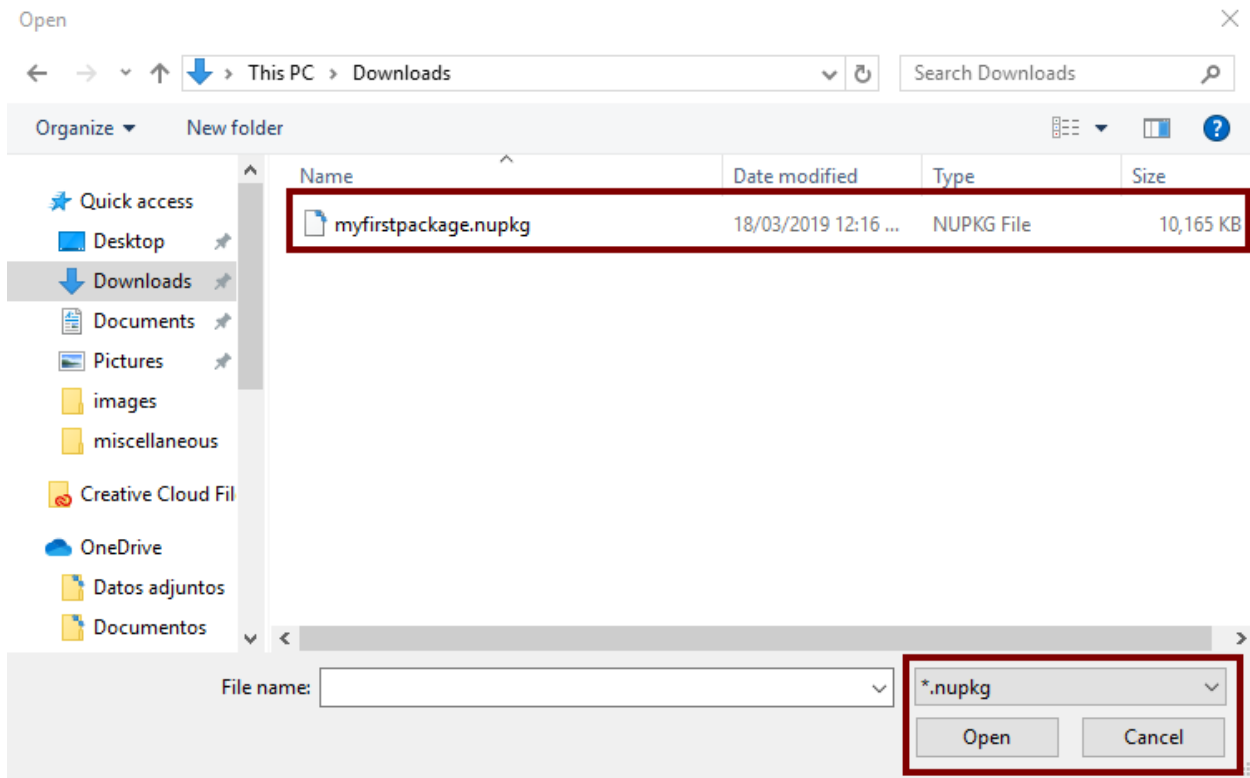 Open
This PC > Downloads
Search Downloads
Organize
New folder
?
Name
Date modified
Type
Size
myfirstpackage.nupkg
18/03/2019 12:16 ...
NUPKG File
10,165 KB
Quick access
Desktop
Downloads
Documents
Pictures
images
miscellaneous
Creative Cloud Fil
OneDrive
Datos adjuntos
Documentos
File name:
*.nupkg
Open
Cancel